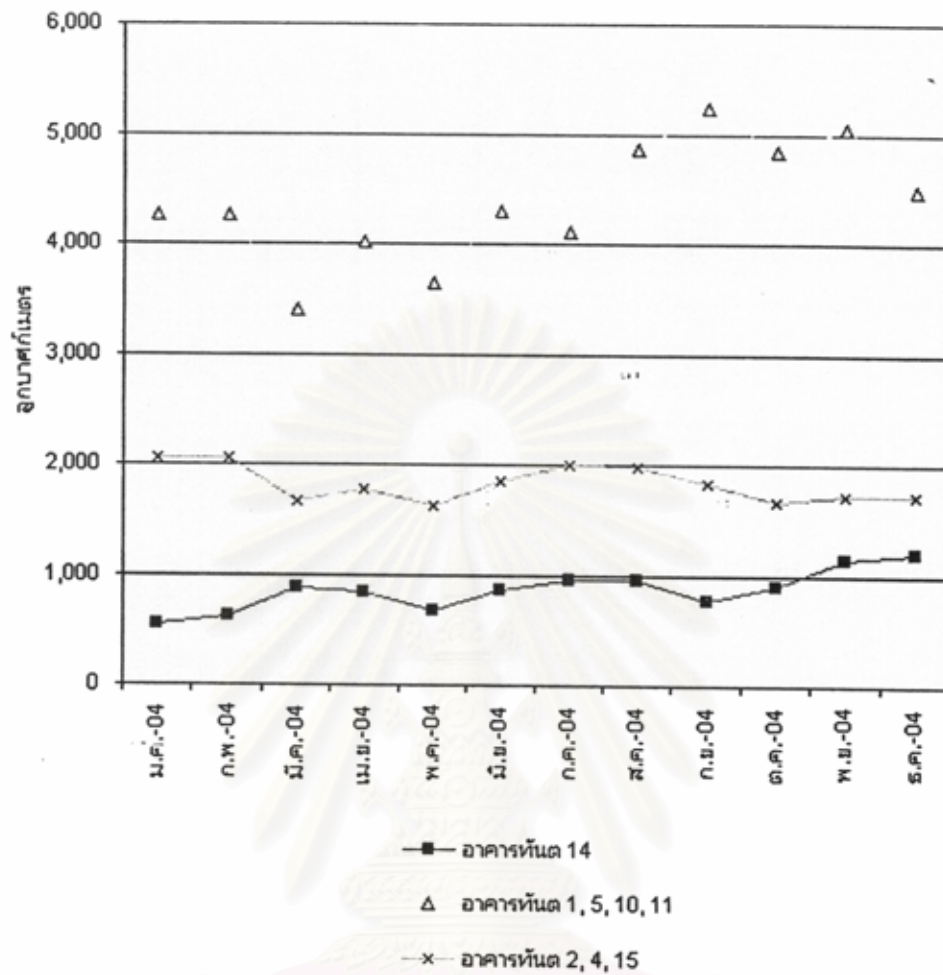 6,000
5,000
4,000
3,000
2,000
1,000
0
ลูกบาศก์เมตร
ม.ค.-04
ก.พ.-04
มี.ค.-04
เม.ย.-04
พ.ค.-04
มิ.ย.-04
ก.ค.-04
ส.ค.-04
ก.ย.-04
ต.ค.-04
พ.ย.-04
ธ.ค.-04
อาคารทันต 14
อาคารทันต 1, 5, 10, 11
อาคารทันต 2, 4, 15